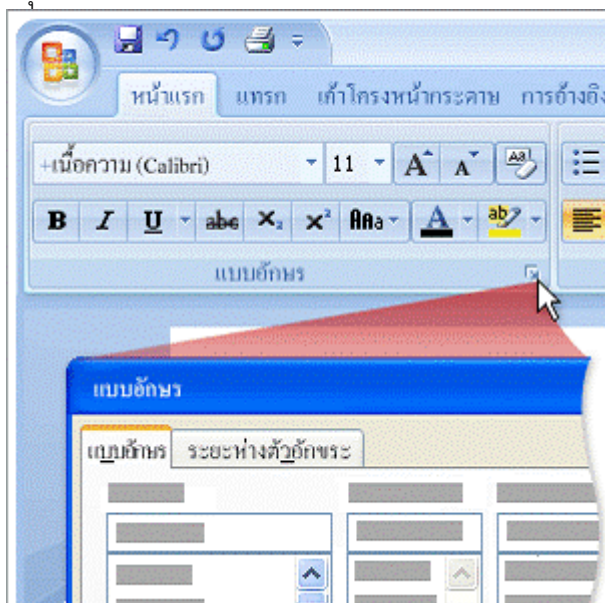 หน้าแรก แทรก เค้าโครงหน้ากระดาษ การอ้างอิง
+เนื้อความ (Calibri) 11 A A Aa
B I U abc X₂ X² Aa A ab
แบบอักษร
แบบอักษร
แบบอักษร ระยะห่างตัวอักขระ